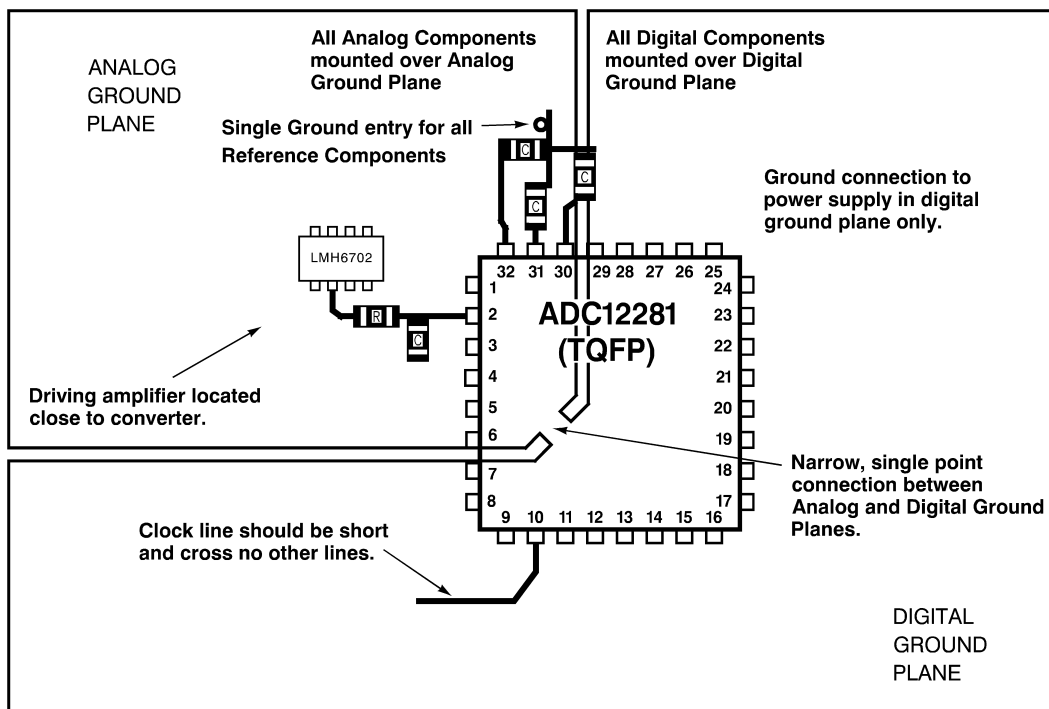 ANALOG
GROUND
PLANE
All Analog Components
mounted over Analog
Ground Plane
All Digital Components
mounted over Digital
Ground Plane
Single Ground entry for all
Reference Components
C
C
C
Ground connection to
power supply in digital
ground plane only.
LMH6702
R
C
32 31 30 29 28 27 26 25
1
2
3
4
5
6
7
8
24
23
22
21
20
19
18
17
ADC12281
(TQFP)
9 10 11 12 13 14 15 16
Driving amplifier located
close to converter.
Narrow, single point
connection between
Analog and Digital Ground
Planes.
Clock line should be short
and cross no other lines.
DIGITAL
GROUND
PLANE